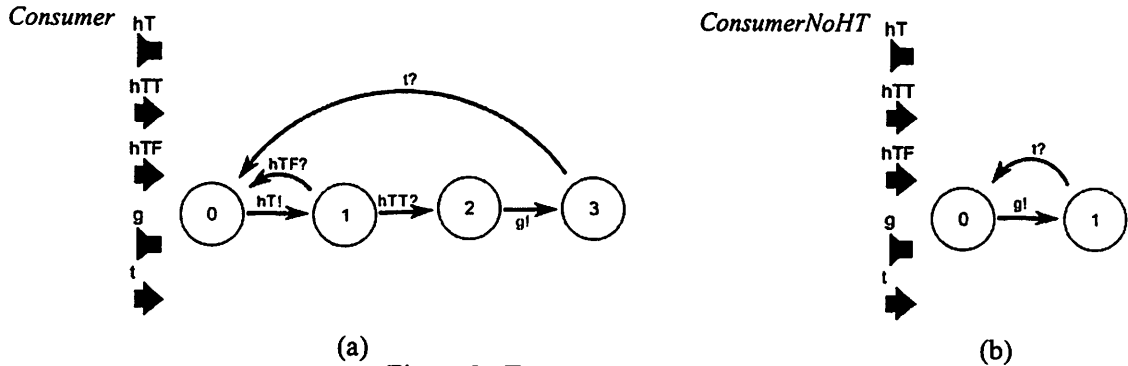 Consumer
hT
hTT
hTF
g
t
t?
hTF?
0
hT!
1
hTT?
2
g!
3
(a)
ConsumerNoHT
hT
hTT
hTF
g
t
t?
0
g!
1
(b)